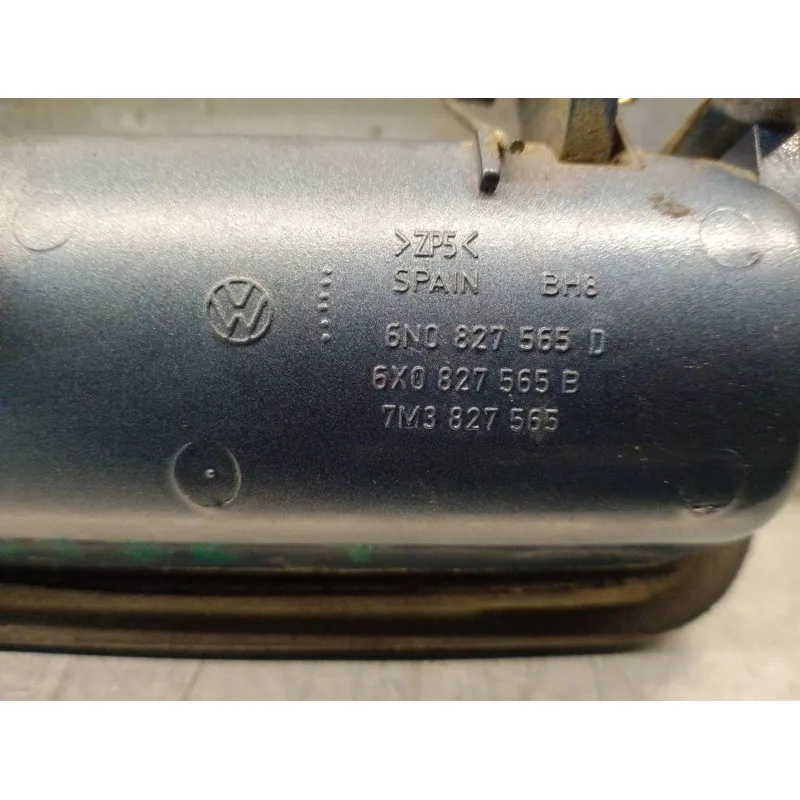 >ZP5<
SPAIN BH8
6N0 827 565 D
6X0 827 565 B
7M3 827 565